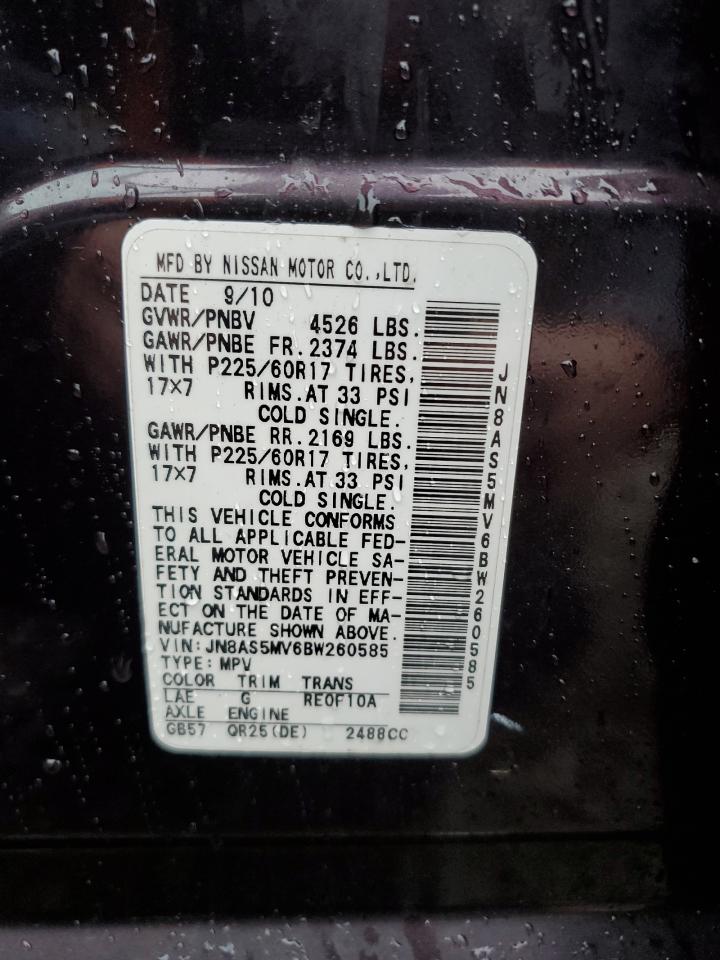 MFD BY NISSAN MOTOR CO.,LTD.
DATE 9/10
GVWR/PNBV 4526 LBS.
GAWR/PNBE FR.2374 LBS.
WITH P225/60R17 TIRES,
17×7 RIMS.AT 33 PSI
COLD SINGLE.
GAWR/PNBE RR.2169 LBS.
WITH P225/60R17 TIRES,
17×7 RIMS.AT 33 PSI
COLD SINGLE.
THIS VEHICLE CONFORMS
TO ALL APPLICABLE FED-
ERAL MOTOR VEHICLE SA-
FETY AND THEFT PREVEN-
TION STANDARDS IN EFF-
ECT ON THE DATE OF MA-
NUFACTURE SHOWN ABOVE.
VIN:JN8AS5MV6BW260585
TYPE:MPV
COLOR TRIM TRANS
LAE G RE0F10A
AXLE ENGINE
GB57 QR25(DE) 2488CC
JN8AS5MV6BW260585